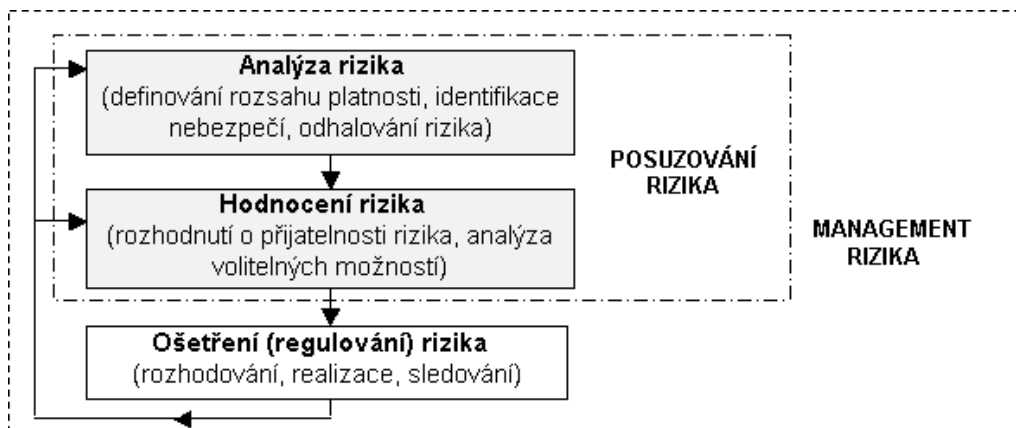 Analýza rizika
(definování rozsahu platnosti, identifikace
nebezpečí, odhalování rizika)
POSUZOVÁNÍ
RIZIKA
Hodnocení rizika
(rozhodnutí o přijatelnosti rizika, analýza
volitelných možností)
MANAGEMENT
RIZIKA
Ošetření (regulování) rizika
(rozhodování, realizace, sledování)